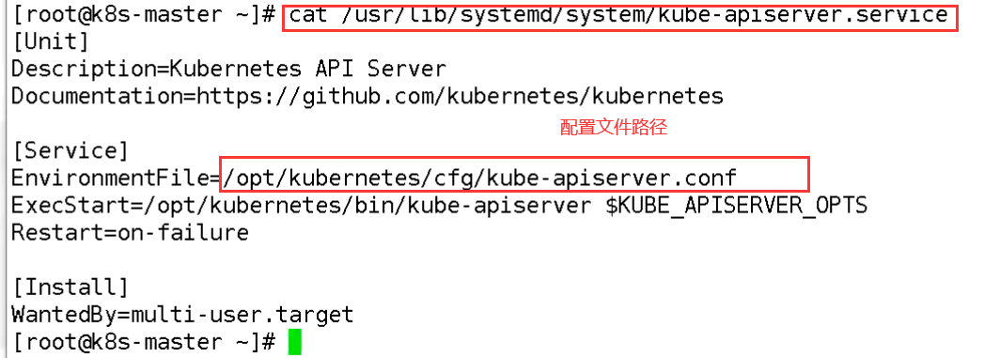 [root@k8s-master ~]# cat /usr/lib/systemd/system/kube-apiserver.service
[Unit]
Description=Kubernetes API Server
Documentation=https://github.com/kubernetes/kubernetes
配置文件路径
[Service]
EnvironmentFile=/opt/kubernetes/cfg/kube-apiserver.conf
ExecStart=/opt/kubernetes/bin/kube-apiserver $KUBE_APISERVER_OPTS
Restart=on-failure
[Install]
WantedBy=multi-user.target
[root@k8s-master ~]#